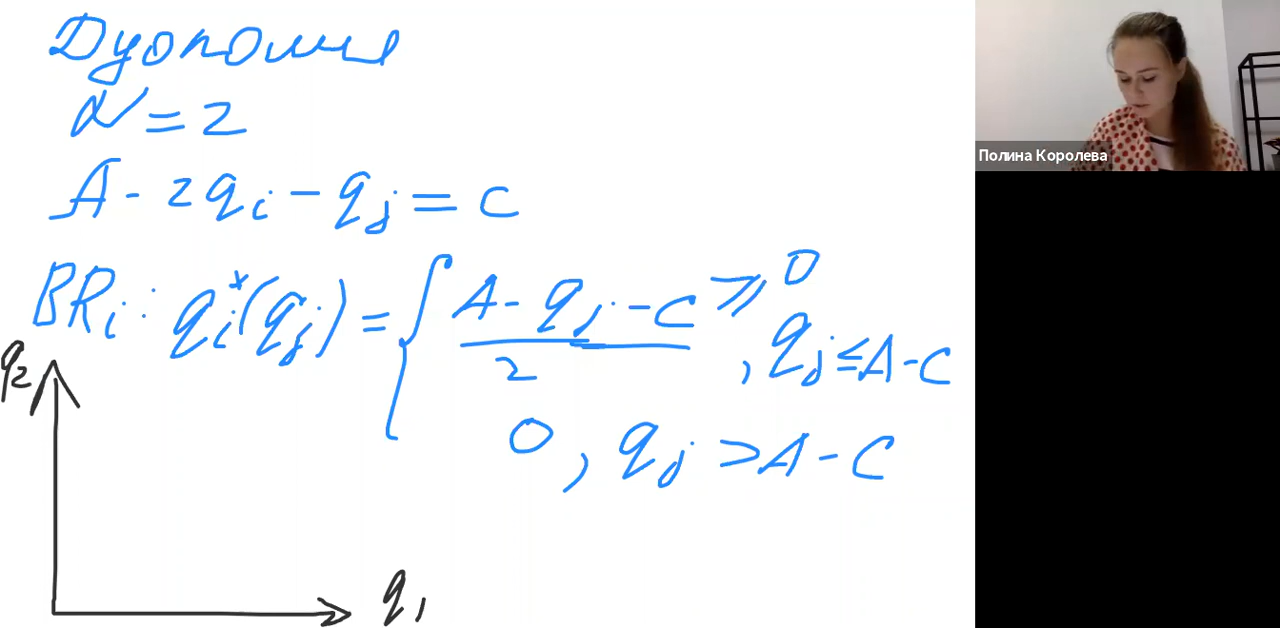 Дуополия
N = 2
A - 2qi - qj = c
BRi: qi*(qj) = { (A - qj - c)/2 ≥ 0, qj ≤ A - c
0, qj > A - c
q2
q1
Полина Королева